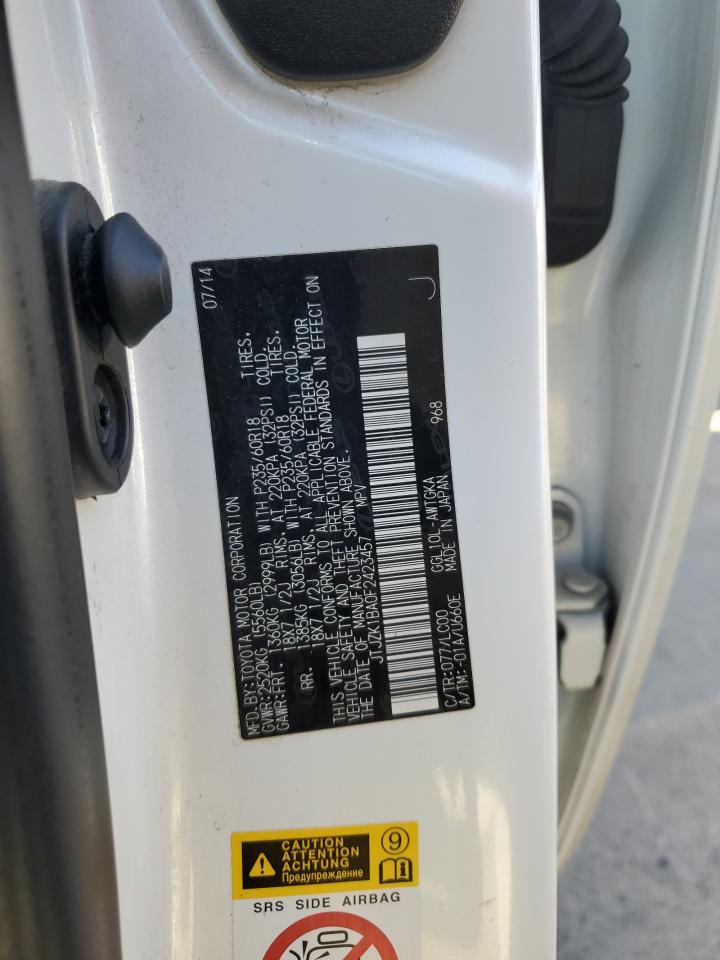 MFD.BY:TOYOTA MOTOR CORPORATION 07/14
GVWR:2520KG (5560LB)
GAWR:FRT. 1360KG (2999LB) WITH P235/60R18 TIRES.
18X7 1/2J RIMS. AT 220KPA (32PSI) COLD.
RR. 1385KG (3056LB) WITH P235/60R18 TIRES.
18X7 1/2J RIMS. AT 220KPA (32PSI) COLD.
THIS VEHICLE CONFORMS TO ALL APPLICABLE FEDERAL MOTOR
VEHICLE SAFETY AND THEFT PREVENTION STANDARDS IN EFFECT ON
THE DATE OF MANUFACTURE SHOWN ABOVE.
JTJZK1BA0F2423457 MPV
J
C/TR:077/LC00 GGL10L-AWTGKA
A/TM:-01A/U660E MADE IN JAPAN 968
CAUTION
ATTENTION
ACHTUNG
Предупреждение
9
SRS SIDE AIRBAG